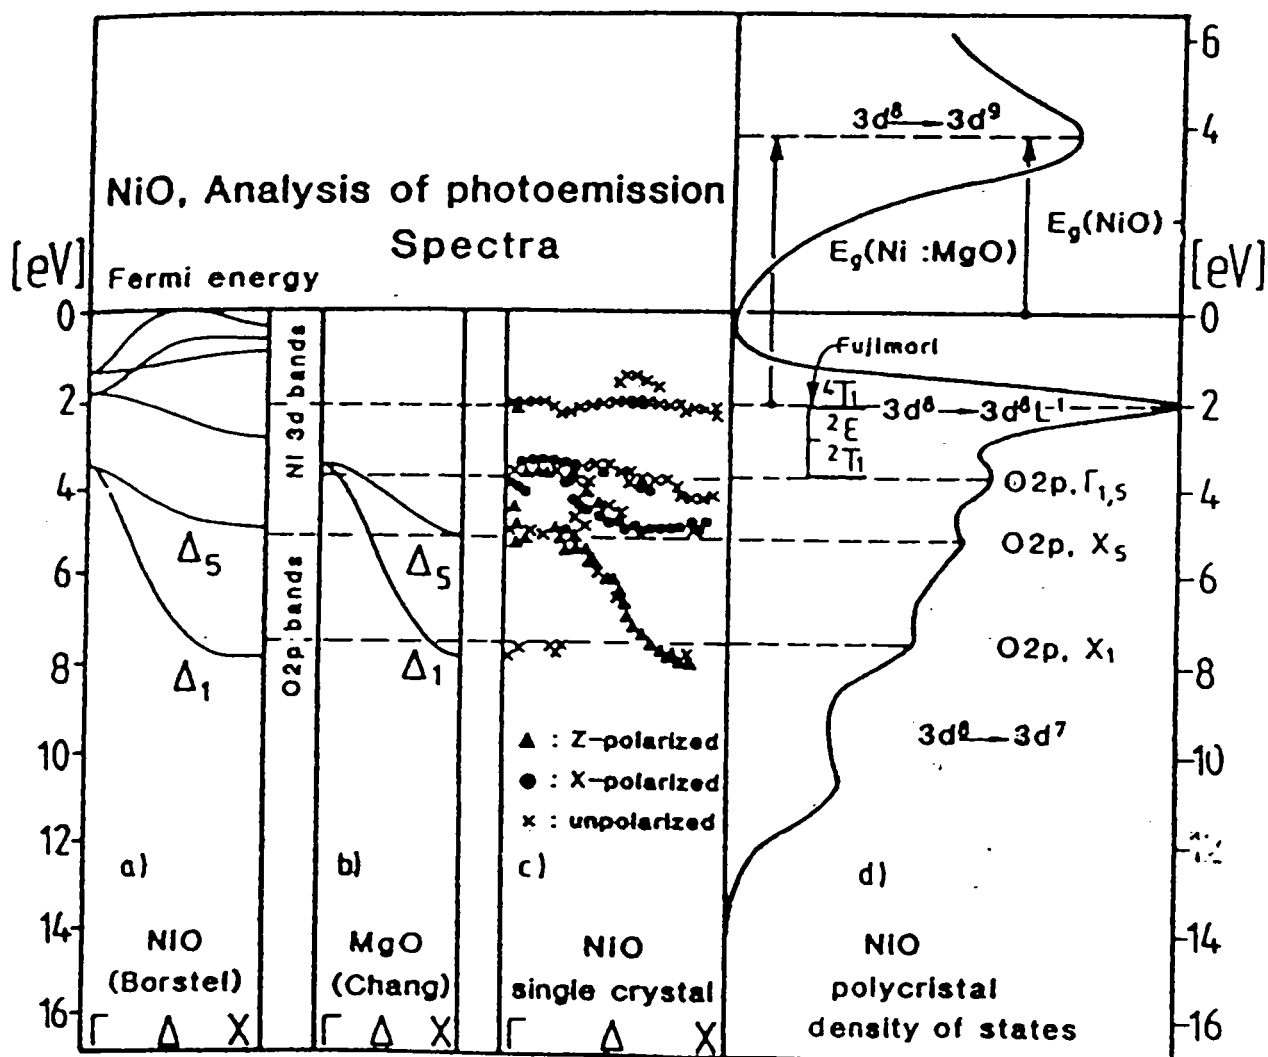 NiO, Analysis of photoemission
Spectra
[eV]
Fermi energy
0
2
4
6
8
10
12
14
16
Δ5
Δ1
a)
NiO
(Borstel)
Γ Δ X
Ni 3d bands
O2p bands
Δ5
Δ1
b)
MgO
(Chang)
Γ Δ X
▲ : Z-polarized
● : X-polarized
× : unpolarized
c)
NiO
single crystal
Γ Δ X
3d⁸→3d⁹
Eg(Ni :MgO)
Eg(NiO)
Fujimori
⁴T₁
3d⁸→3d⁸L⁻¹
²E
²T₁
O2p, Γ1,5
O2p, X5
O2p, X1
3d⁸→3d⁷
d)
NiO
polycristal
density of states
6
4
[eV]
0
2
4
6
8
10
14
16